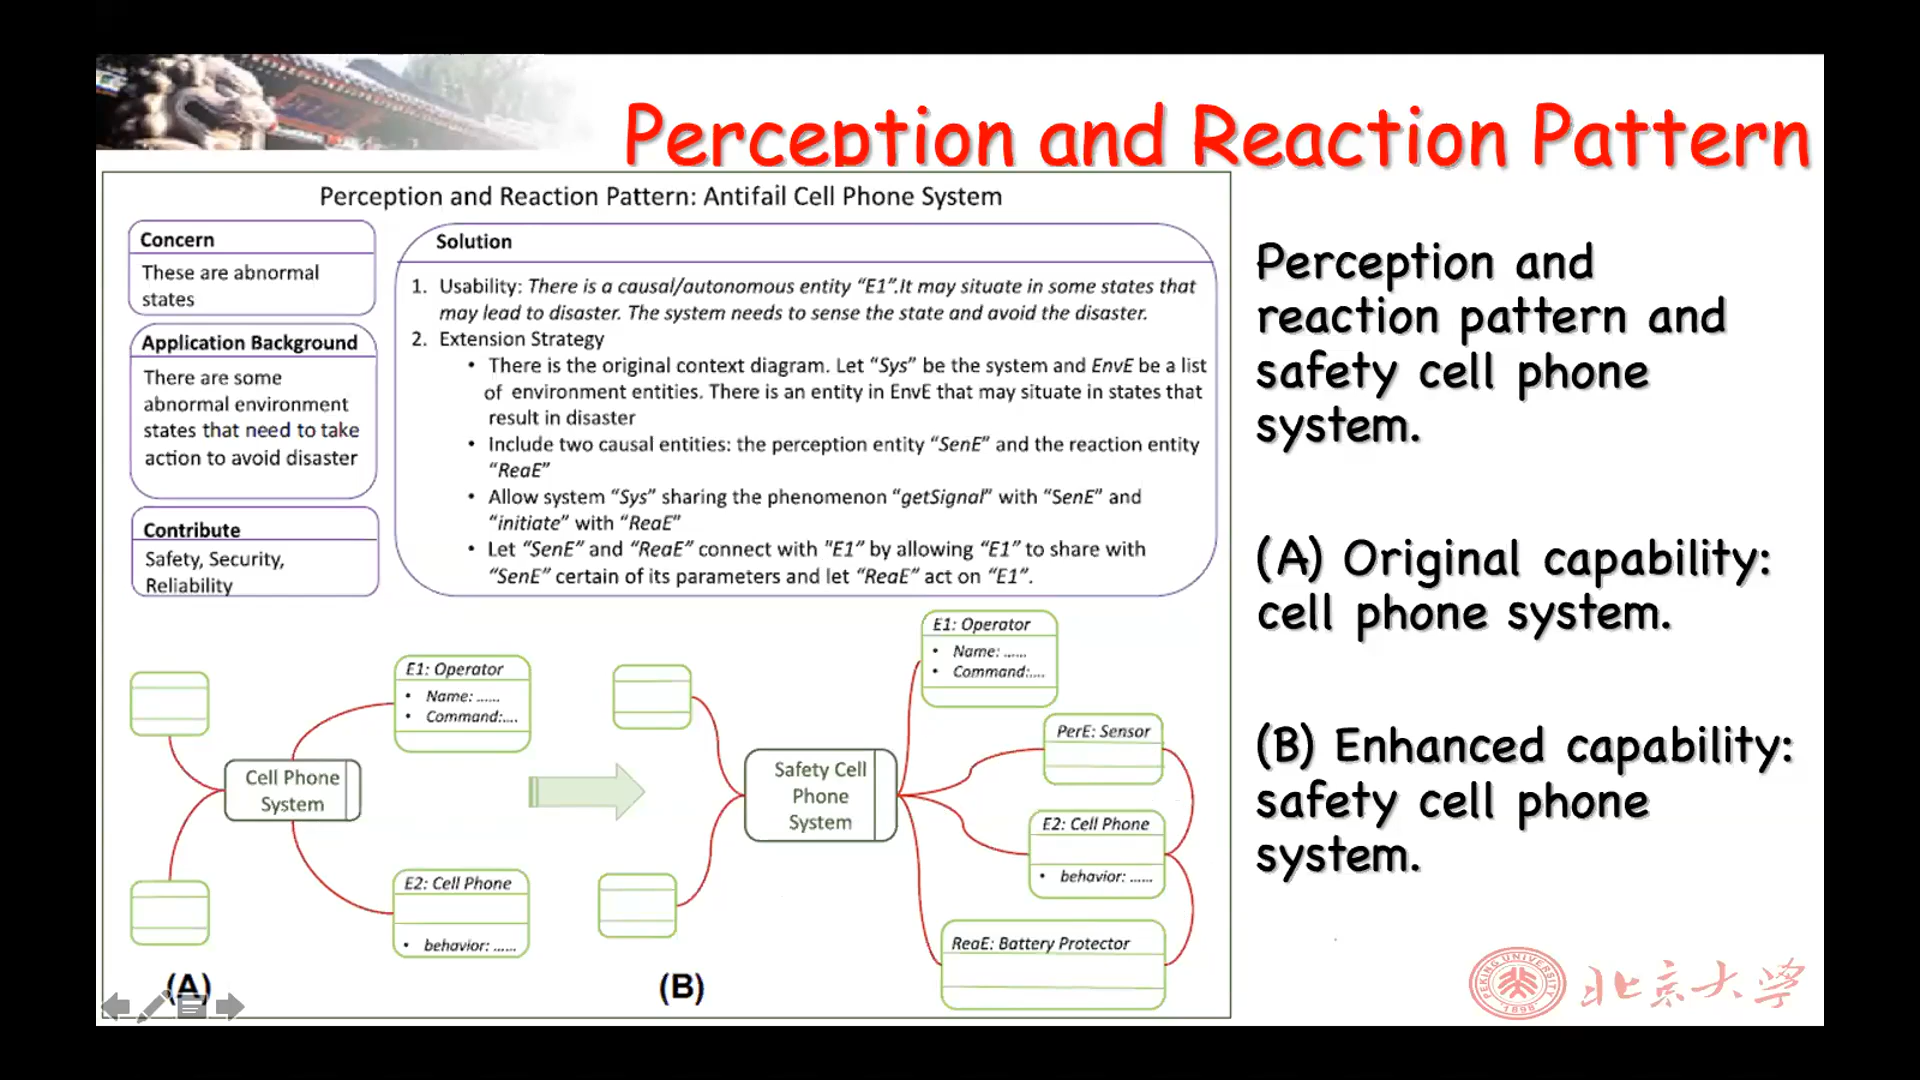 Perception and Reaction Pattern
Perception and Reaction Pattern: Antifail Cell Phone System
Concern
These are abnormal
states
Application Background
There are some
abnormal environment
states that need to take
action to avoid disaster
Contribute
Safety, Security,
Reliability
Solution
1. Usability: There is a causal/autonomous entity “E1”.It may situate in some states that
may lead to disaster. The system needs to sense the state and avoid the disaster.
2. Extension Strategy
• There is the original context diagram. Let “Sys” be the system and EnvE be a list
of environment entities. There is an entity in EnvE that may situate in states that
result in disaster
• Include two causal entities: the perception entity “SenE” and the reaction entity
“ReaE”
• Allow system “Sys” sharing the phenomenon “getSignal” with “SenE” and
“initiate” with “ReaE”
• Let “SenE” and “ReaE” connect with "E1” by allowing “E1” to share with
“SenE” certain of its parameters and let “ReaE” act on “E1”.
E1: Operator
• Name: ......
• Command:....
Cell Phone
System
E2: Cell Phone
• behavior: ......
(A)
E1: Operator
• Name: ......
• Command:....
PerE: Sensor
Safety Cell
Phone
System
E2: Cell Phone
• behavior: ......
ReaE: Battery Protector
(B)
Perception and
reaction pattern and
safety cell phone
system.
(A) Original capability:
cell phone system.
(B) Enhanced capability:
safety cell phone
system.
PEKING UNIVERSITY
1898
北京大学